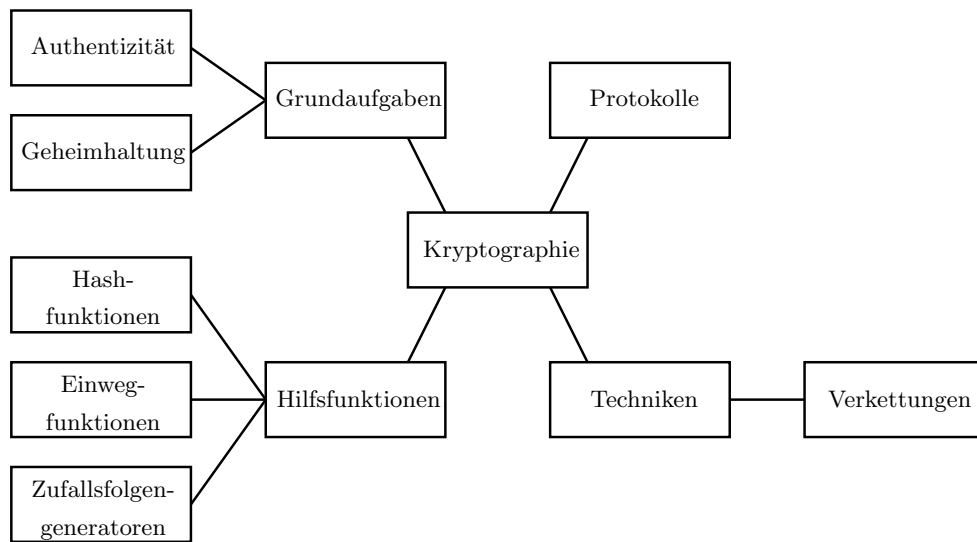 Authentizität
Grundaufgaben
Protokolle
Geheimhaltung
Kryptographie
Hash-
funktionen
Einweg-
funktionen
Hilfsfunktionen
Techniken
Verkettungen
Zufallsfolgen-
generatoren